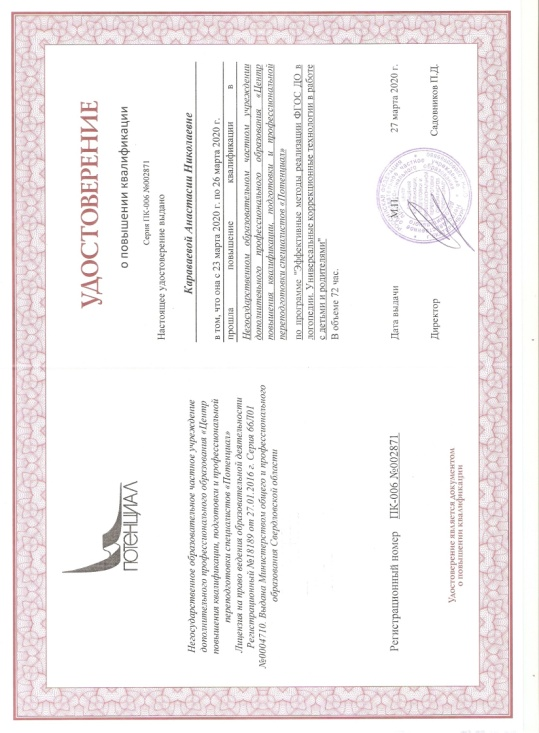 ПОТЕНЦИАЛ
Негосударственное образовательное частное учреждение
дополнительного профессионального образования «Центр
повышения квалификации, подготовки и профессиональной
переподготовки специалистов «Потенциал»
Лицензия на право ведения образовательной деятельности
Регистрационный №18189 от 27.01.2016 г. Серия 66Л01
№0004710. Выдана Министерством общего и профессионального
образования Свердловской области
Регистрационный номер ПК-006 №002871
Удостоверение является документом
о повышении квалификации
УДОСТОВЕРЕНИЕ
о повышении квалификации
Серия ПК-006 №002871
Настоящее удостоверение выдано
Караваевой Анастасии Николаевне
в том, что она с 23 марта 2020 г. по 26 марта 2020 г.
прошла повышение квалификации в
Негосударственном образовательном частном учреждении
дополнительного профессионального образования «Центр
повышения квалификации, подготовки и профессиональной
переподготовки специалистов «Потенциал»
по программе "Эффективные методы реализации ФГОС ДО в
логопедии. Универсальные коррекционные технологии в работе
с детьми и родителями"
В объеме 72 час.
Дата выдачи М.П. 27 марта 2020 г.
Директор Садовников П.Д.